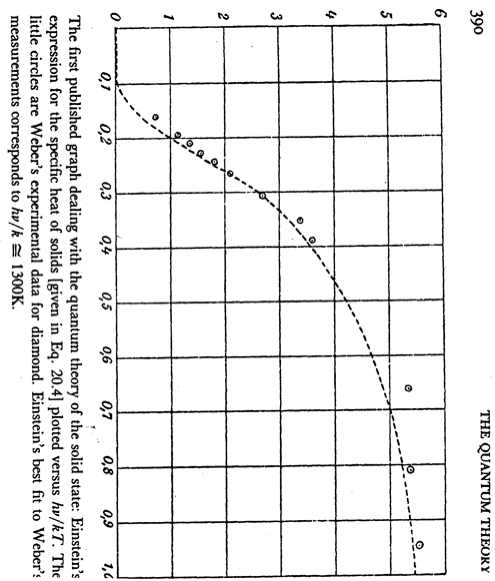 390 THE QUANTUM THEORY
6
5
4
3
2
1
0
0 0,1 0,2 0,3 0,4 0,5 0,6 0,7 0,8 0,9 1,0
The first published graph dealing with the quantum theory of the solid state: Einstein's
expression for the specific heat of solids [given in Eq. 20.4] plotted versus hν/kT. The
little circles are Weber's experimental data for diamond. Einstein's best fit to Weber's
measurements corresponds to hν/k ≅ 1300K.